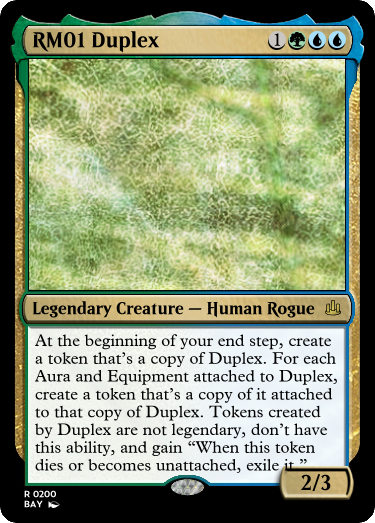 RM01 Duplex
1
Legendary Creature — Human Rogue
At the beginning of your end step, create
a token that's a copy of Duplex. For each
Aura and Equipment attached to Duplex,
create a token that's a copy of it attached
to that copy of Duplex. Tokens created
by Duplex are not legendary, don't have
this ability, and gain “When this token
dies or becomes unattached, exile it.”
2/3
R 0200
BAY